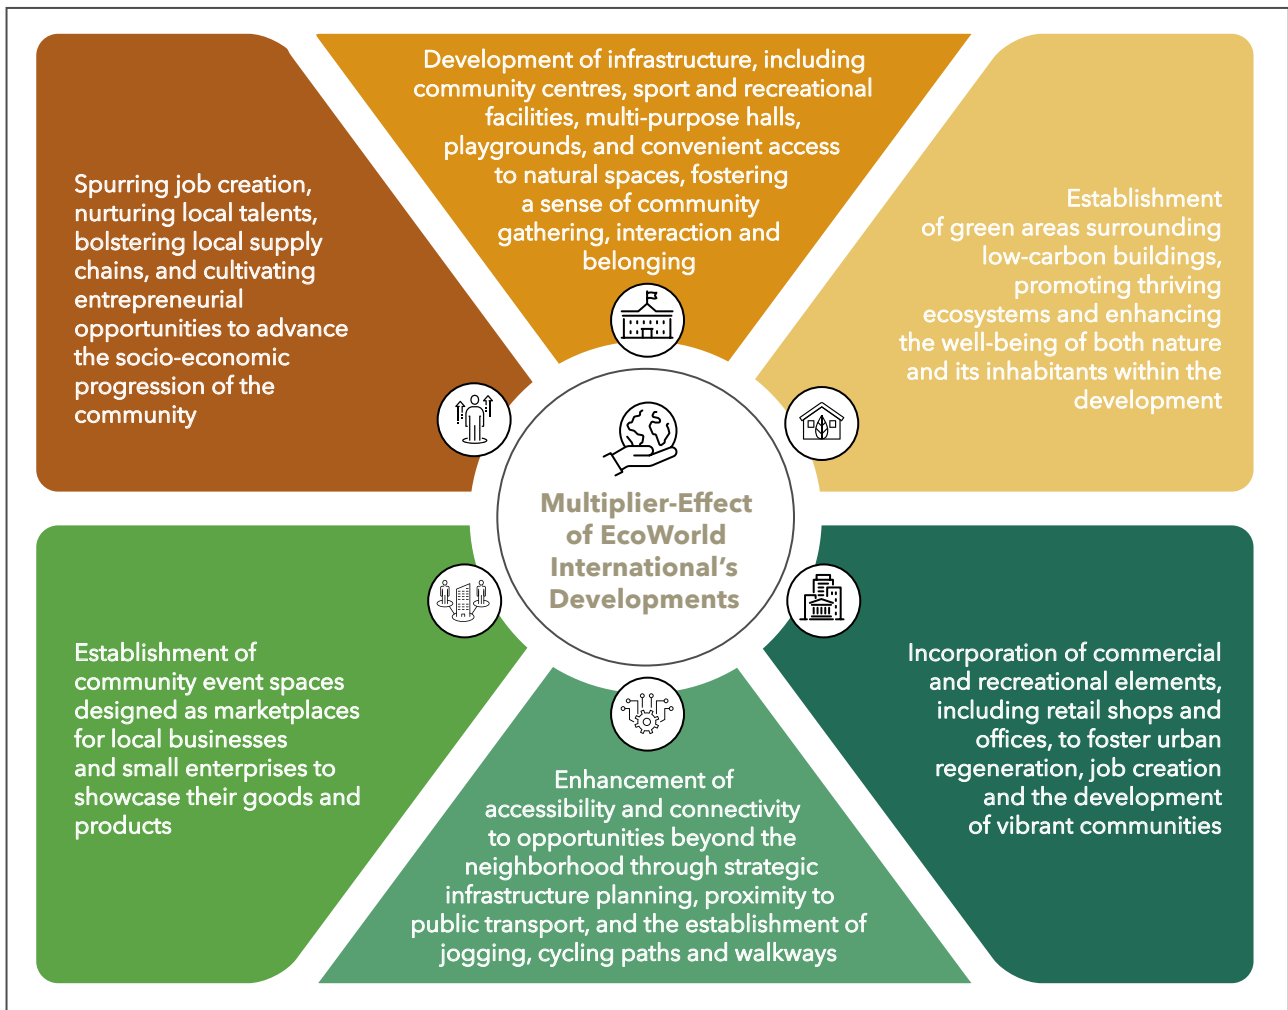 Development of infrastructure, including
community centres, sport and recreational
facilities, multi-purpose halls,
playgrounds, and convenient access
to natural spaces, fostering
a sense of community
gathering, interaction and
belonging
Spurring job creation,
nurturing local talents,
bolstering local supply
chains, and cultivating
entrepreneurial
opportunities to advance
the socio-economic
progression of the
community
Establishment
of green areas surrounding
low-carbon buildings,
promoting thriving
ecosystems and enhancing
the well-being of both nature
and its inhabitants within the
development
Multiplier-Effect
of EcoWorld
International’s
Developments
Establishment of
community event spaces
designed as marketplaces
for local businesses
and small enterprises to
showcase their goods and
products
Enhancement of
accessibility and connectivity
to opportunities beyond the
neighborhood through strategic
infrastructure planning, proximity to
public transport, and the establishment of
jogging, cycling paths and walkways
Incorporation of commercial
and recreational elements,
including retail shops and
offices, to foster urban
regeneration, job creation
and the development
of vibrant communities